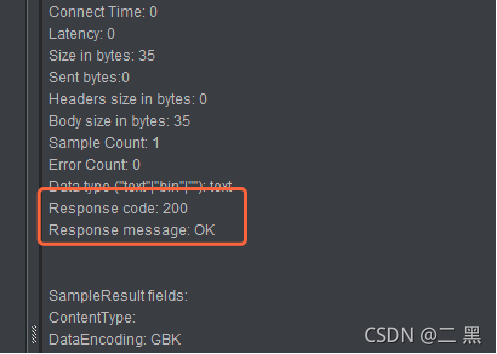 Connect Time: 0
Latency: 0
Size in bytes: 35
Sent bytes:0
Headers size in bytes: 0
Body size in bytes: 35
Sample Count: 1
Error Count: 0
Data type ("text"|"bin"|""): text
Response code: 200
Response message: OK
SampleResult fields:
ContentType:
DataEncoding: GBK
CSDN @二 黑